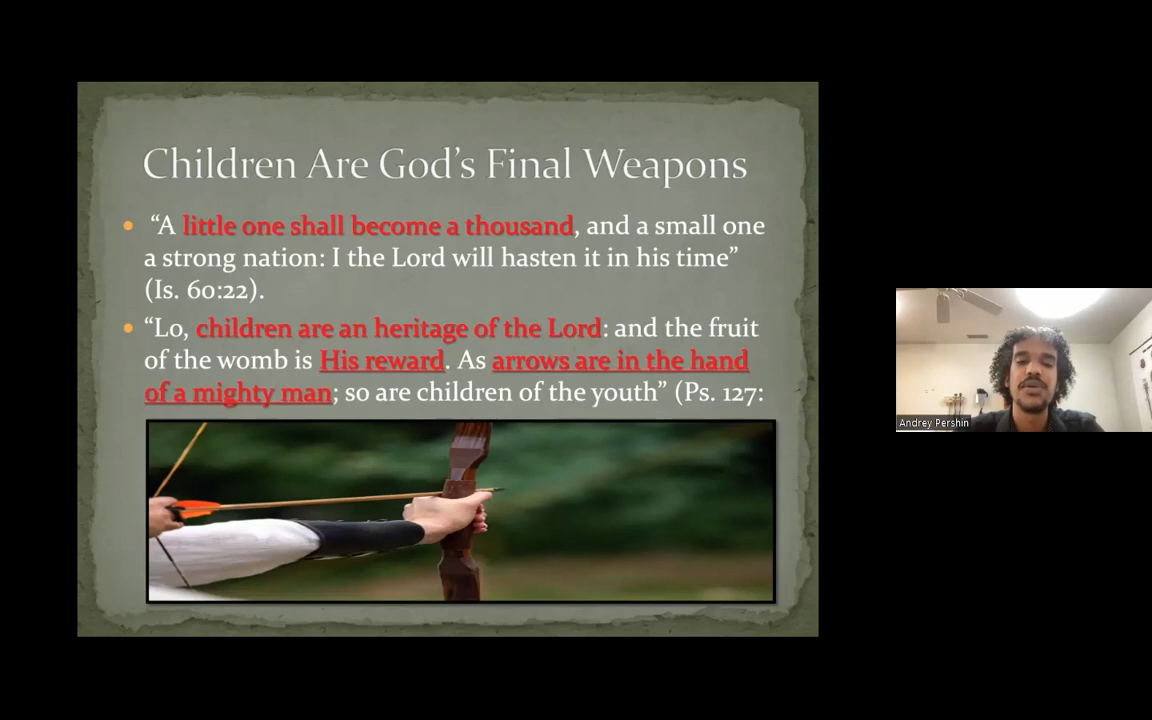 Children Are God's Final Weapons
• “A little one shall become a thousand, and a small one
a strong nation: I the Lord will hasten it in his time”
(Is. 60:22).
• “Lo, children are an heritage of the Lord: and the fruit
of the womb is His reward. As arrows are in the hand
of a mighty man; so are children of the youth” (Ps. 127:
Andrey Pershin